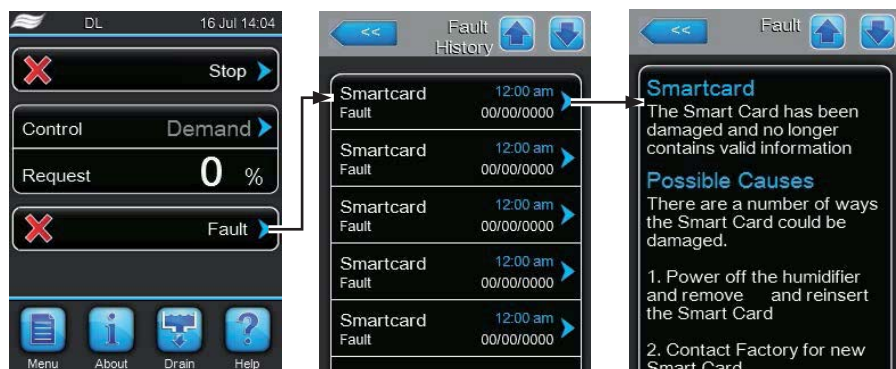 DL 16 Jul 14:04
Stop
Control Demand
Request 0 %
Fault
Menu About Drain Help
<< Fault
History
Smartcard 12:00 am
Fault 00/00/0000
Smartcard 12:00 am
Fault 00/00/0000
Smartcard 12:00 am
Fault 00/00/0000
Smartcard 12:00 am
Fault 00/00/0000
Smartcard 12:00 am
Fault 00/00/0000
<< Fault
Smartcard
The Smart Card has been
damaged and no longer
contains valid information
Possible Causes
There are a number of ways
the Smart Card could be
damaged.
1. Power off the humidifier
and remove and reinsert
the Smart Card
2. Contact Factory for new
Smart Card